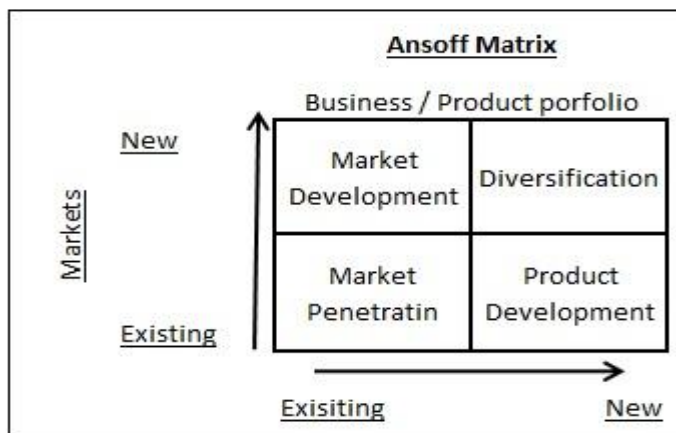 Ansoff Matrix
Business / Product porfolio
New
Market
Development
Diversification
Markets
Market
Penetratin
Product
Development
Existing
Exisiting
New